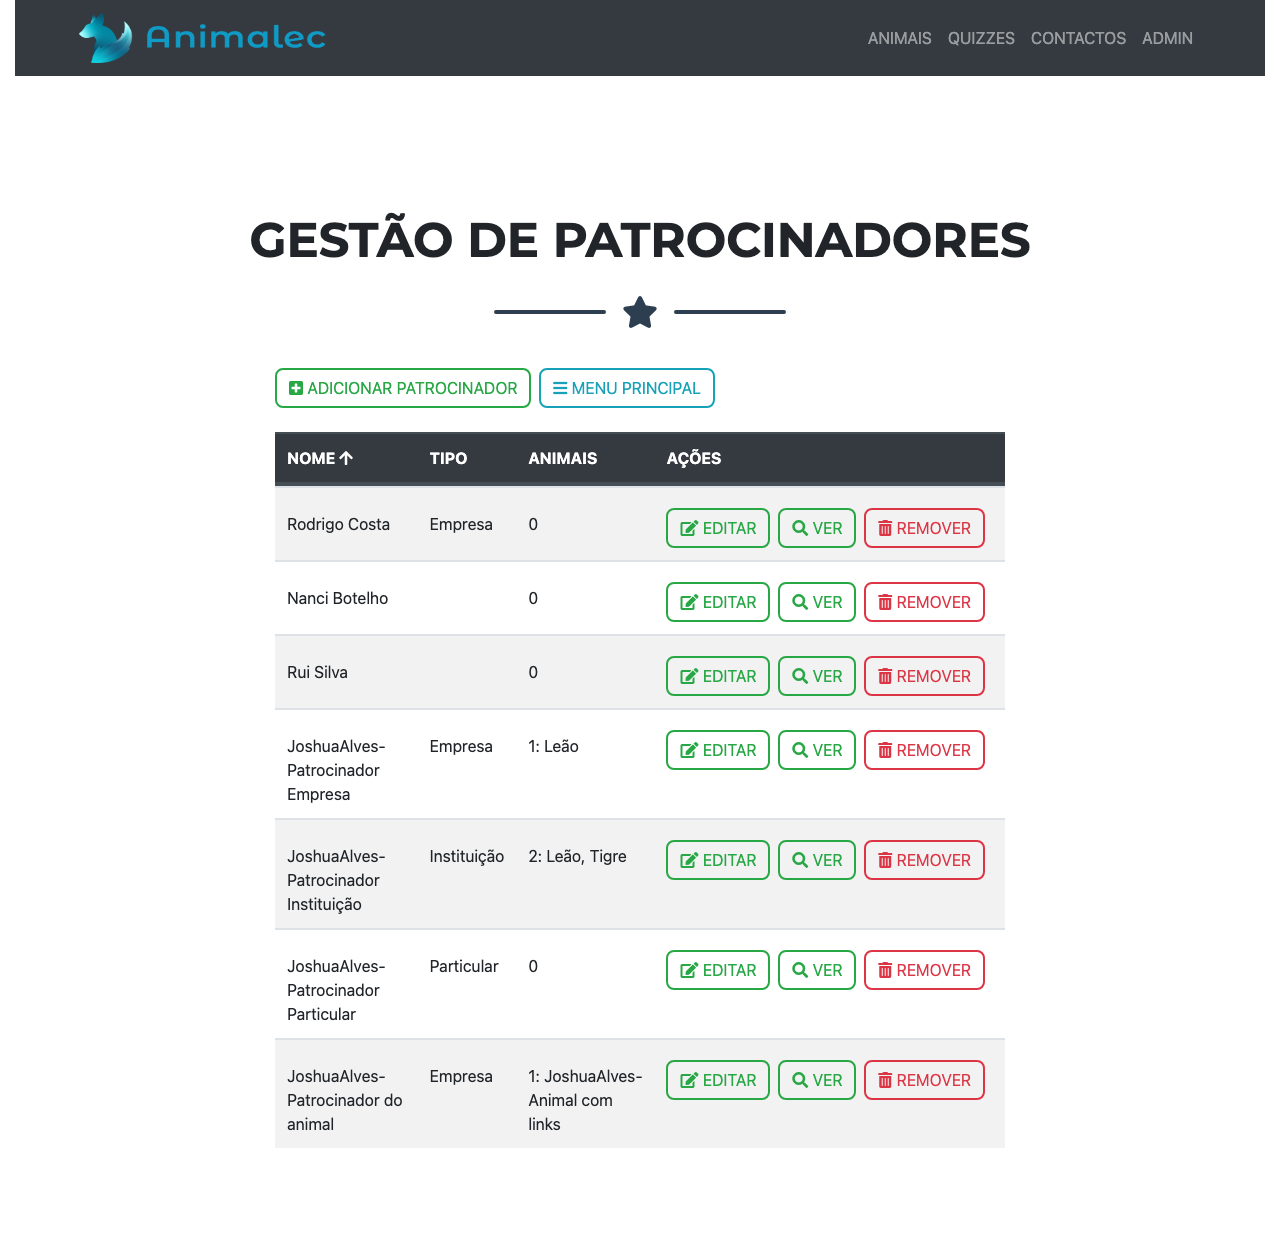 Animalec
ANIMAIS QUIZZES CONTACTOS ADMIN
GESTÃO DE PATROCINADORES
ADICIONAR PATROCINADOR MENU PRINCIPAL
NOME TIPO ANIMAIS AÇÕES
Rodrigo Costa Empresa 0 EDITAR VER REMOVER
Nanci Botelho 0 EDITAR VER REMOVER
Rui Silva 0 EDITAR VER REMOVER
JoshuaAlves- Empresa 1: Leão EDITAR VER REMOVER
Patrocinador
Empresa
JoshuaAlves- Instituição 2: Leão, Tigre EDITAR VER REMOVER
Patrocinador
Instituição
JoshuaAlves- Particular 0 EDITAR VER REMOVER
Patrocinador
Particular
JoshuaAlves- Empresa 1: JoshuaAlves- EDITAR VER REMOVER
Patrocinador do Animal com
animal links